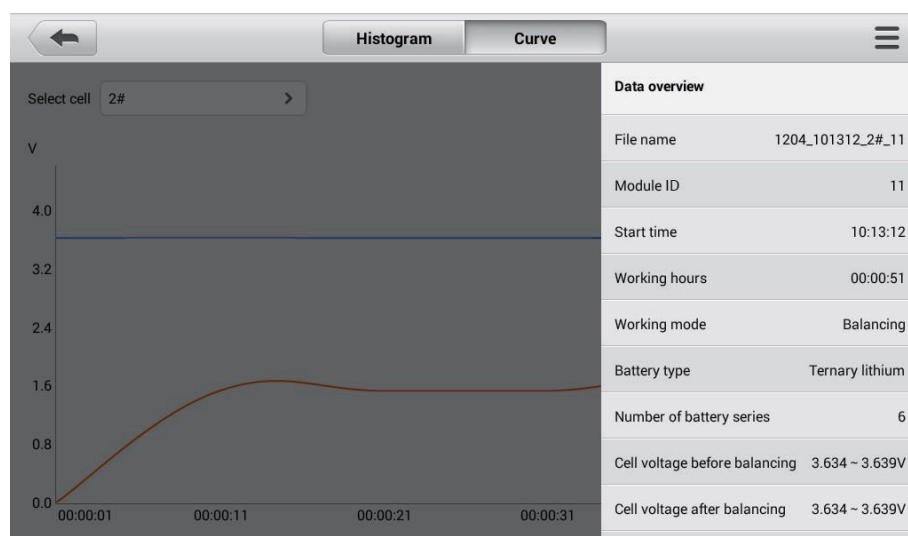 Histogram Curve
Select cell 2#
V
4.0
3.2
2.4
1.6
0.8
0.0
00:00:01 00:00:11 00:00:21 00:00:31
Data overview
File name 1204_101312_2#_11
Module ID 11
Start time 10:13:12
Working hours 00:00:51
Working mode Balancing
Battery type Ternary lithium
Number of battery series 6
Cell voltage before balancing 3.634 ~ 3.639V
Cell voltage after balancing 3.634 ~ 3.639V